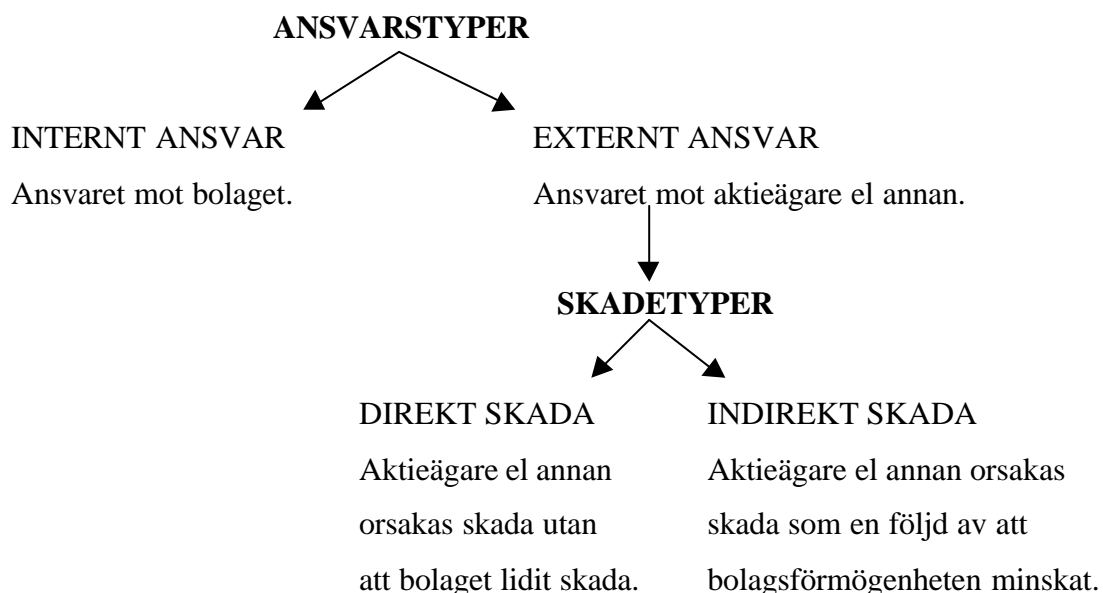 ANSVARSTYPER
INTERNT ANSVAR
Ansvaret mot bolaget.
EXTERNT ANSVAR
Ansvaret mot aktieägare el annan.
SKADETYPER
DIREKT SKADA
Aktieägare el annan
orsakas skada utan
att bolaget lidit skada.
INDIREKT SKADA
Aktieägare el annan orsakas
skada som en följd av att
bolagsförmögenheten minskat.